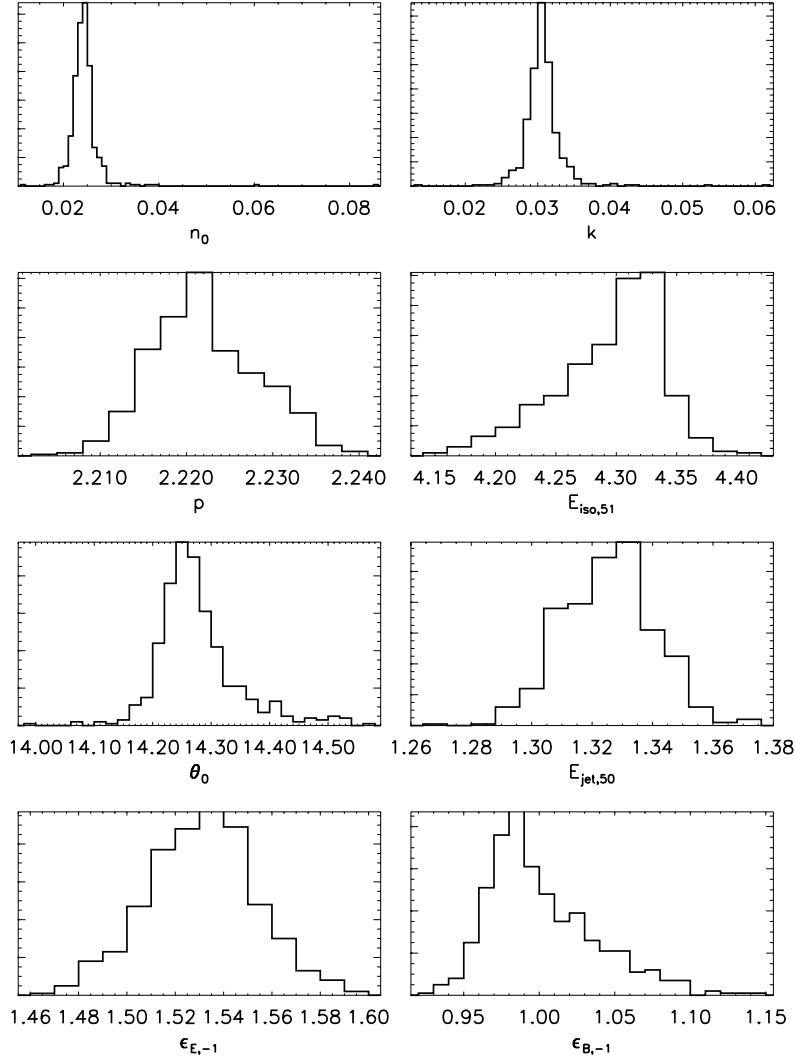 0.02 0.04 0.06 0.08
n₀
0.02 0.03 0.04 0.05 0.06
k
2.210 2.220 2.230 2.240
p
4.15 4.20 4.25 4.30 4.35 4.40
E_iso,51
14.00 14.10 14.20 14.30 14.40 14.50
θ₀
1.26 1.28 1.30 1.32 1.34 1.36 1.38
E_jet,50
1.46 1.48 1.50 1.52 1.54 1.56 1.58 1.60
ϵ_E,-1
0.95 1.00 1.05 1.10 1.15
ϵ_B,-1